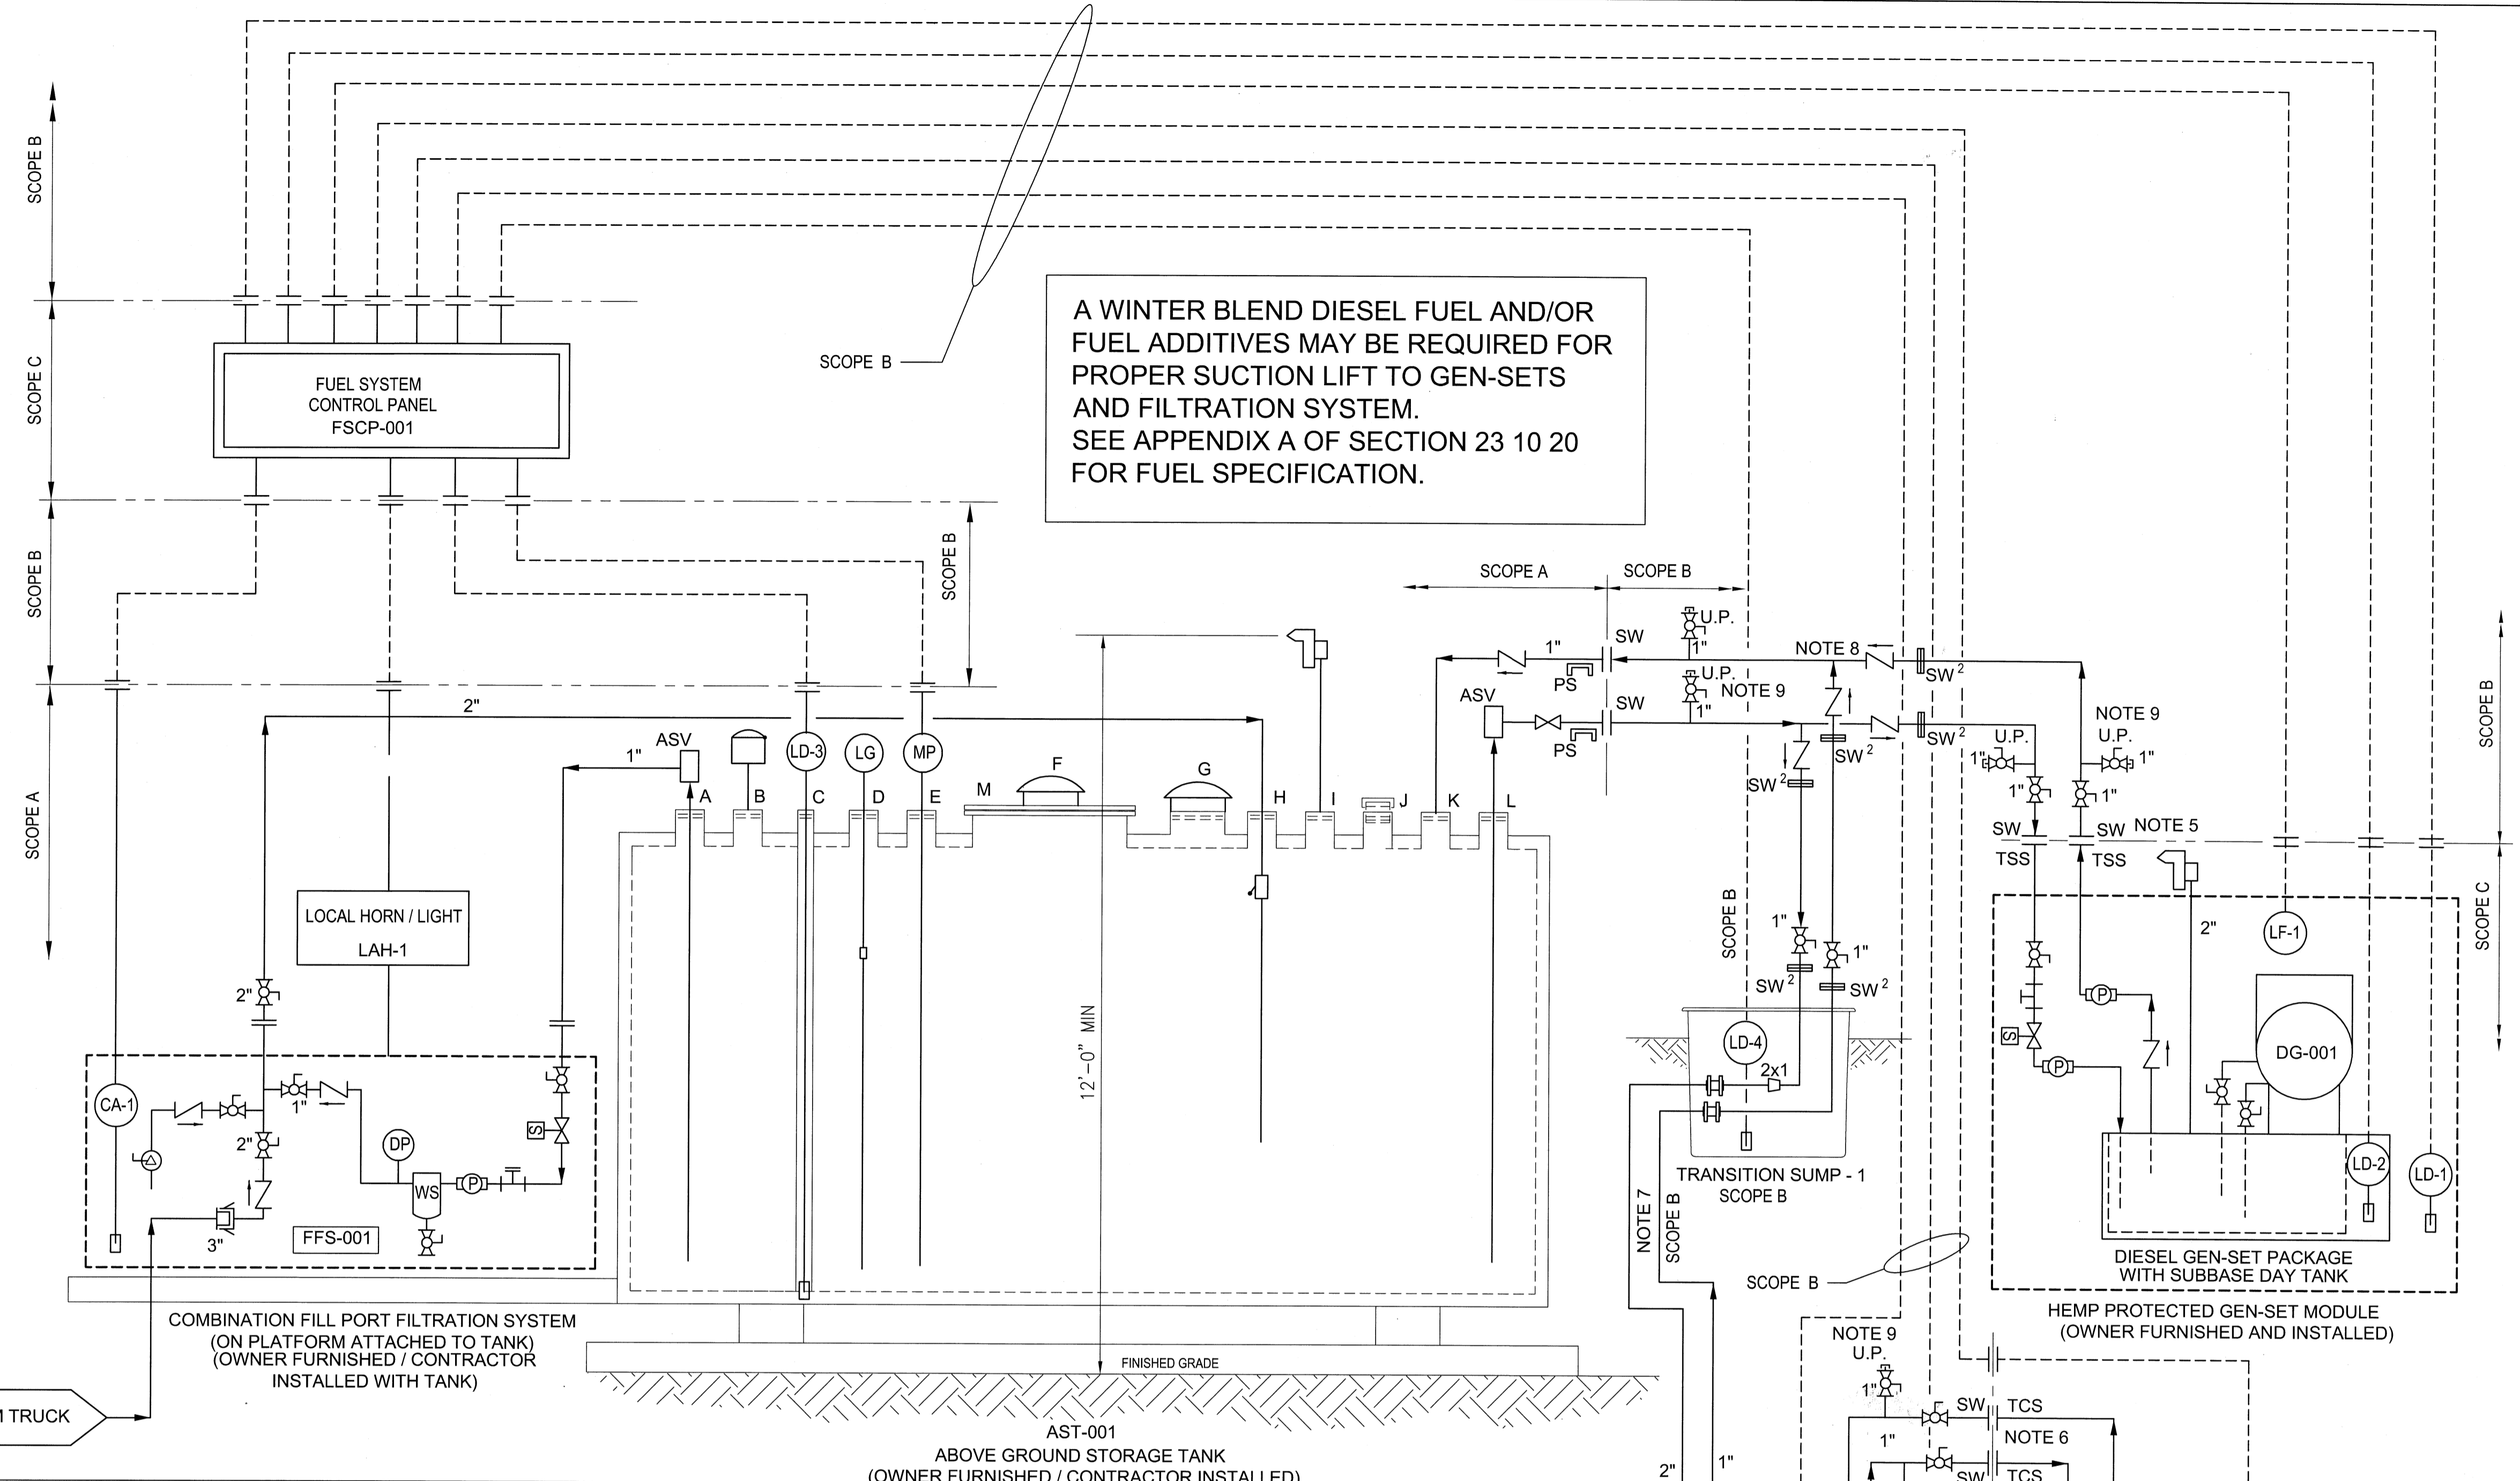 SCOPE B
SCOPE C
SCOPE B
SCOPE A
FUEL SYSTEM
CONTROL PANEL
FSCP-001
SCOPE B
A WINTER BLEND DIESEL FUEL AND/OR
FUEL ADDITIVES MAY BE REQUIRED FOR
PROPER SUCTION LIFT TO GEN-SETS
AND FILTRATION SYSTEM.
SEE APPENDIX A OF SECTION 23 10 20
FOR FUEL SPECIFICATION.
SCOPE B
SCOPE A SCOPE B
U.P.
1"
SW
1"
PS
NOTE 8
SW 2
U.P.
1"
NOTE 9
SW
PS
ASV
SW 2
SW 2
SW 2
NOTE 9
U.P.
1"
U.P.
1"
1"
1"
SW
SW
NOTE 5
TSS
TSS
SCOPE B
SCOPE C
2"
1"
ASV
LD-3
LG
MP
A
B
C
D
E
M
F
G
H
I
J
K
L
LOCAL HORN / LIGHT
LAH-1
2"
CA-1
1"
2"
DP
WS
P
S
3"
FFS-001
COMBINATION FILL PORT FILTRATION SYSTEM
(ON PLATFORM ATTACHED TO TANK)
(OWNER FURNISHED / CONTRACTOR
INSTALLED WITH TANK)
TRUCK
12'-0" MIN
FINISHED GRADE
AST-001
ABOVE GROUND STORAGE TANK
(OWNER FURNISHED / CONTRACTOR INSTALLED)
SCOPE B
1"
1"
SW 2
SW 2
LD-4
2x1
TRANSITION SUMP - 1
SCOPE B
NOTE 7
SCOPE B
2"
1"
SCOPE B
2"
LF-1
P
S
P
DG-001
LD-2
LD-1
DIESEL GEN-SET PACKAGE
WITH SUBBASE DAY TANK
HEMP PROTECTED GEN-SET MODULE
(OWNER FURNISHED AND INSTALLED)
NOTE 9
U.P.
1"
SW
TCS
1"
NOTE 6
SW
TCS